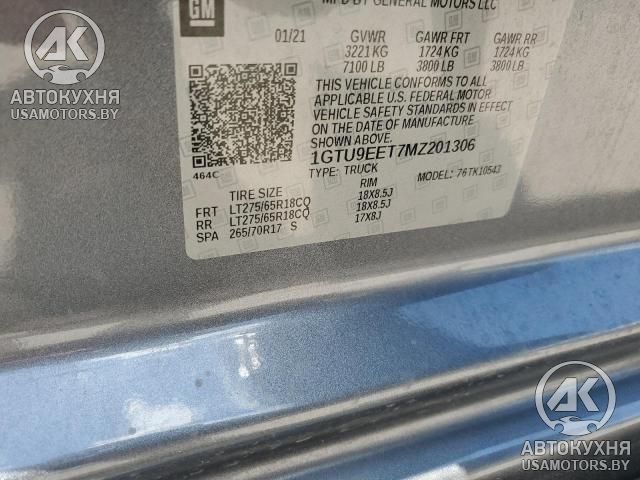 GM
MFD BY GENERAL MOTORS LLC
01/21 GVWR GAWR FRT GAWR RR
3221 KG 1724 KG 1724 KG
7100 LB 3800 LB 3800 LB
THIS VEHICLE CONFORMS TO ALL
APPLICABLE U.S. FEDERAL MOTOR
VEHICLE SAFETY STANDARDS IN EFFECT
ON THE DATE OF MANUFACTURE
SHOWN ABOVE.
1GTU9EET7MZ201306
TYPE: TRUCK MODEL: 76TK10543
464C
TIRE SIZE RIM
FRT LT275/65R18CQ 18X8.5J
RR LT275/65R18CQ 18X8.5J
SPA 265/70R17 S 17X8J
AK
АВТОКУХНЯ
USAMOTORS.BY
AK
АВТОКУХНЯ
USAMOTORS.BY